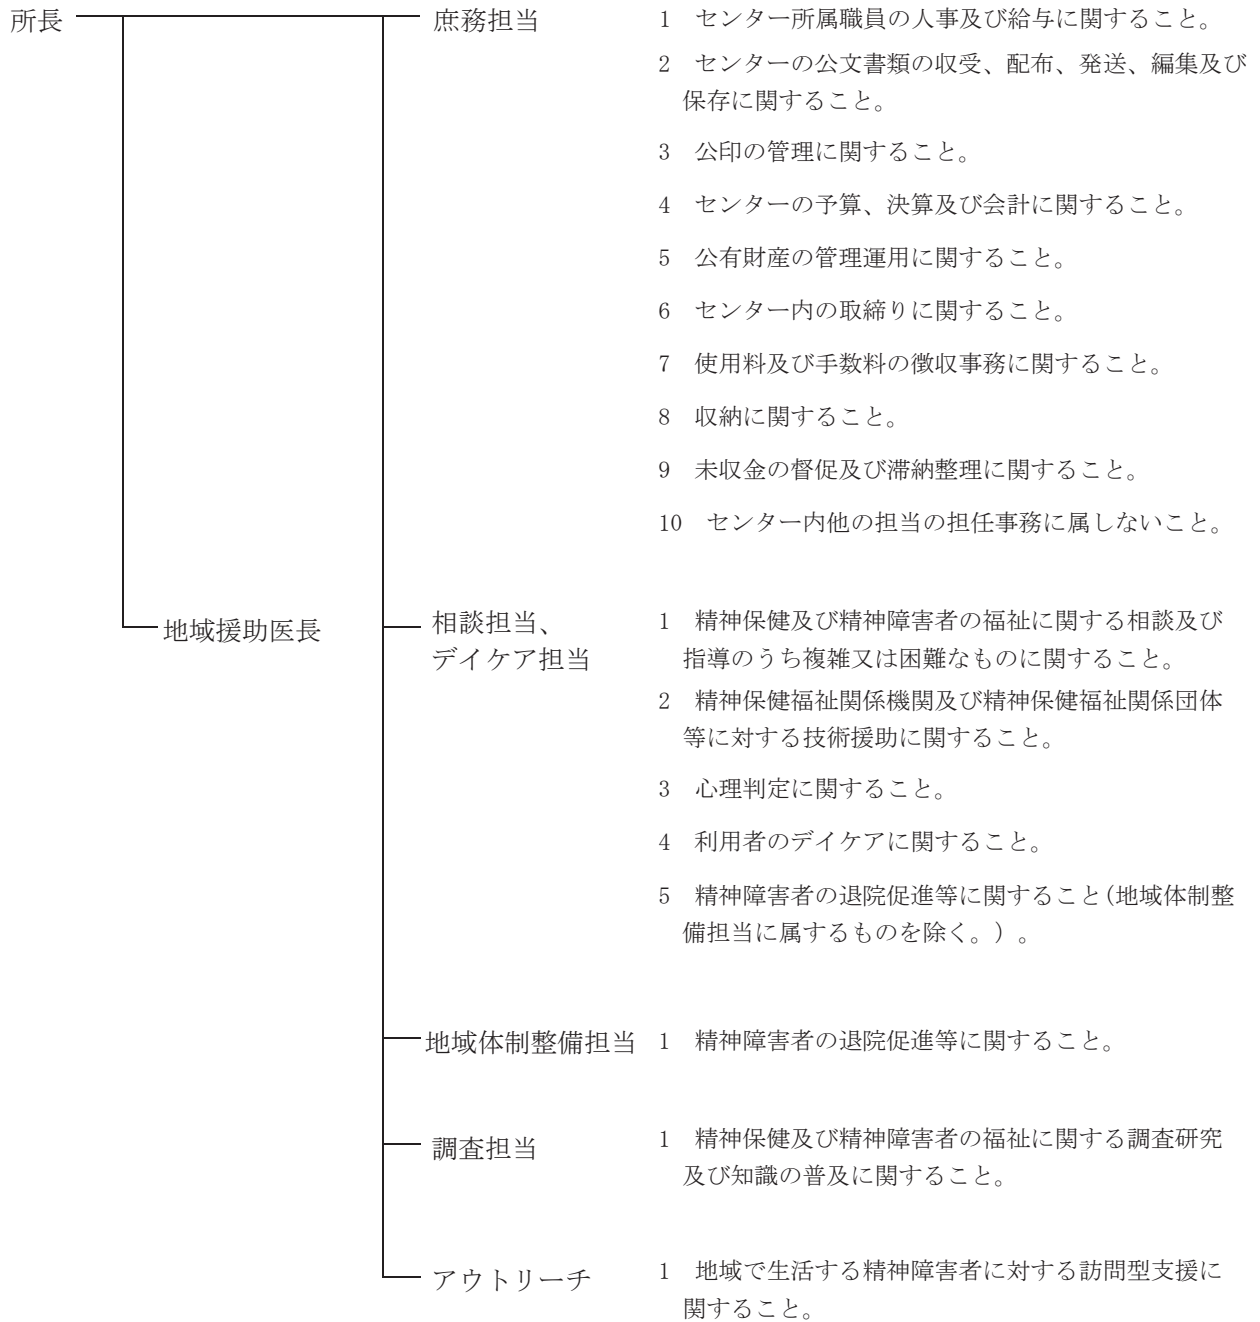 所長
庶務担当
1 センター所属職員の人事及び給与に関すること。
2 センターの公文書類の収受、配布、発送、編集及び
保存に関すること。
3 公印の管理に関すること。
4 センターの予算、決算及び会計に関すること。
5 公有財産の管理運用に関すること。
6 センター内の取締りに関すること。
7 使用料及び手数料の徴収事務に関すること。
8 収納に関すること。
9 未収金の督促及び滞納整理に関すること。
10 センター内他の担当の担任事務に属しないこと。
地域援助医長
相談担当、
デイケア担当
1 精神保健及び精神障害者の福祉に関する相談及び
指導のうち複雑又は困難なものに関すること。
2 精神保健福祉関係機関及び精神保健福祉関係団体
等に対する技術援助に関すること。
3 心理判定に関すること。
4 利用者のデイケアに関すること。
5 精神障害者の退院促進等に関すること(地域体制整
備担当に属するものを除く。)。
地域体制整備担当
1 精神障害者の退院促進等に関すること。
調査担当
1 精神保健及び精神障害者の福祉に関する調査研究
及び知識の普及に関すること。
アウトリーチ
1 地域で生活する精神障害者に対する訪問型支援に
関すること。